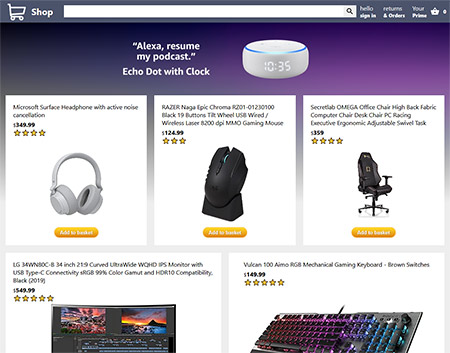 Shop
hello
sign in
returns
& Orders
Your
Prime
0
“Alexa, resume
my podcast.”
Echo Dot with Clock
10:35
Microsoft Surface Headphone with active noise
cancellation
$349.99
Add to basket
RAZER Naga Epic Chroma RZ01-01230100
Black 19 Buttons Tilt Wheel USB Wired /
Wireless Laser 8200 dpi MMO Gaming Mouse
$124.99
Add to basket
Secretlab OMEGA Office Chair High Back Fabric
Computer Chair Desk Chair PC Racing
Executive Ergonomic Adjustable Swivel Task
$359
Add to basket
LG 34WN80C-B 34 inch 21:9 Curved UltraWide WQHD IPS Monitor with
USB Type-C Connectivity sRGB 99% Color Gamut and HDR10 Compatibility,
Black (2019)
$549.99
Vulcan 100 Aimo RGB Mechanical Gaming Keyboard - Brown Switches
$149.99